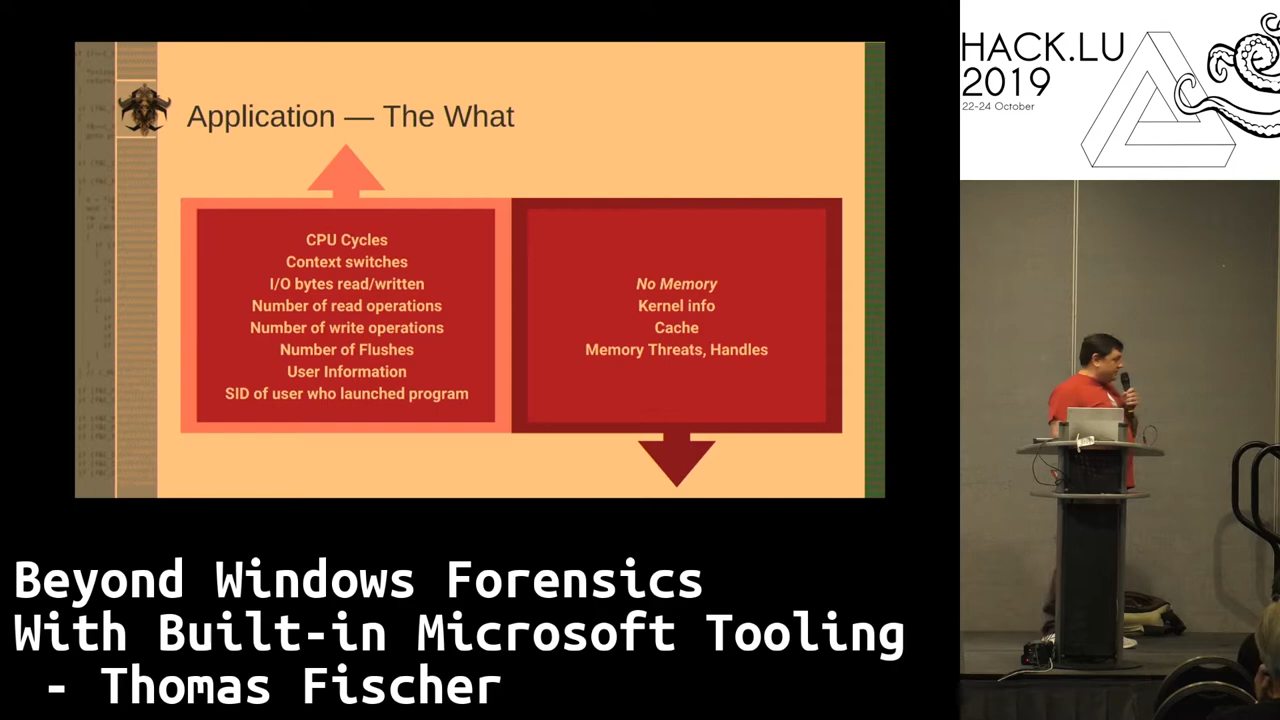 HACK.LU
2019
22-24 October
Application — The What
CPU Cycles
Context switches
I/O bytes read/written
Number of read operations
Number of write operations
Number of Flushes
User Information
SID of user who launched program
No Memory
Kernel info
Cache
Memory Threats, Handles
Beyond Windows Forensics
With Built-in Microsoft Tooling
- Thomas Fischer